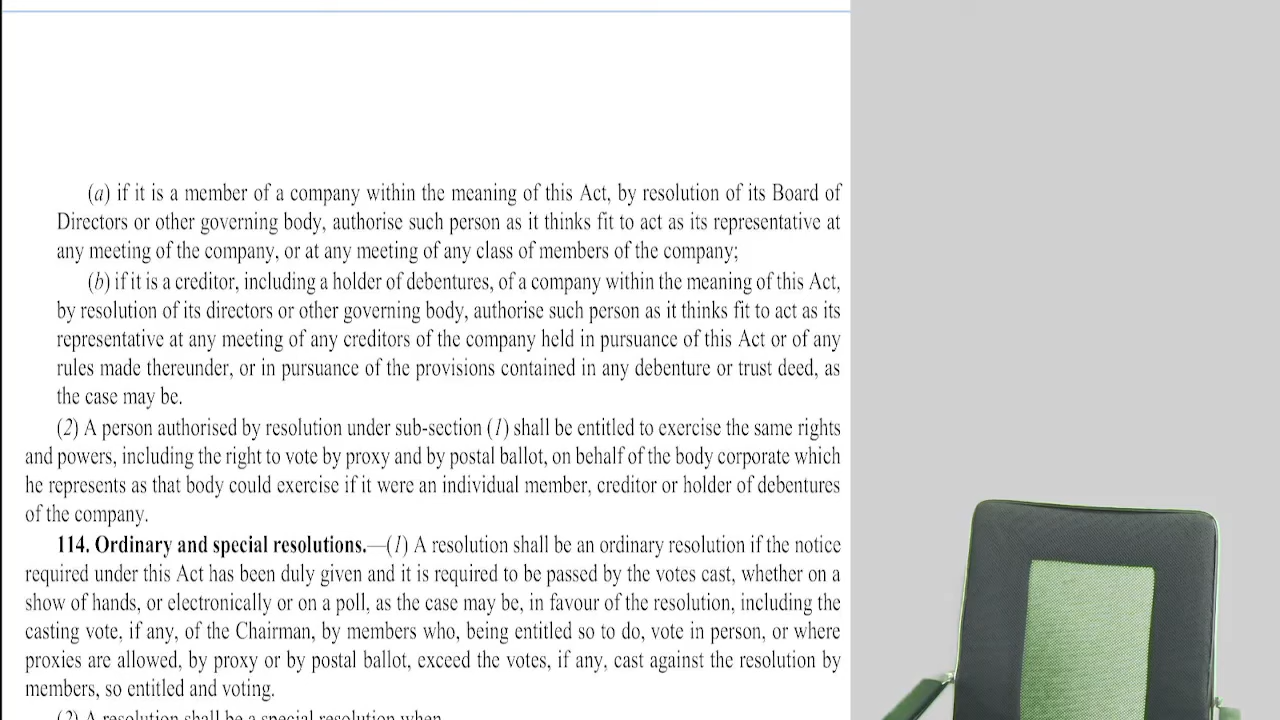 (a) if it is a member of a company within the meaning of this Act, by resolution of its Board of
Directors or other governing body, authorise such person as it thinks fit to act as its representative at
any meeting of the company, or at any meeting of any class of members of the company;
(b) if it is a creditor, including a holder of debentures, of a company within the meaning of this Act,
by resolution of its directors or other governing body, authorise such person as it thinks fit to act as its
representative at any meeting of any creditors of the company held in pursuance of this Act or of any
rules made thereunder, or in pursuance of the provisions contained in any debenture or trust deed, as
the case may be.
(2) A person authorised by resolution under sub-section (1) shall be entitled to exercise the same rights
and powers, including the right to vote by proxy and by postal ballot, on behalf of the body corporate which
he represents as that body could exercise if it were an individual member, creditor or holder of debentures
of the company.
114. Ordinary and special resolutions.—(1) A resolution shall be an ordinary resolution if the notice
required under this Act has been duly given and it is required to be passed by the votes cast, whether on a
show of hands, or electronically or on a poll, as the case may be, in favour of the resolution, including the
casting vote, if any, of the Chairman, by members who, being entitled so to do, vote in person, or where
proxies are allowed, by proxy or by postal ballot, exceed the votes, if any, cast against the resolution by
members, so entitled and voting.
(2) A resolution shall be a special resolution when